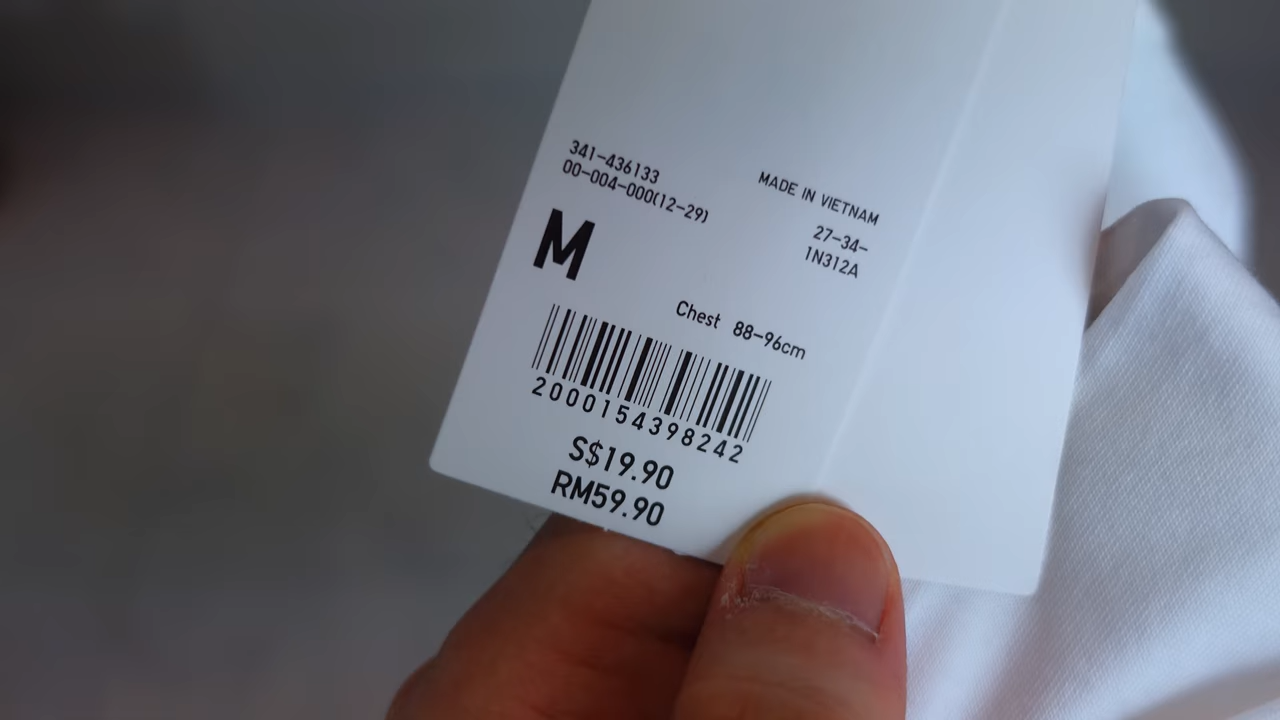 341-436133
00-004-000(12-29)
MADE IN VIETNAM
27-34-
1N312A
M
Chest 88-96cm
2000154398242
S$19.90
RM59.90